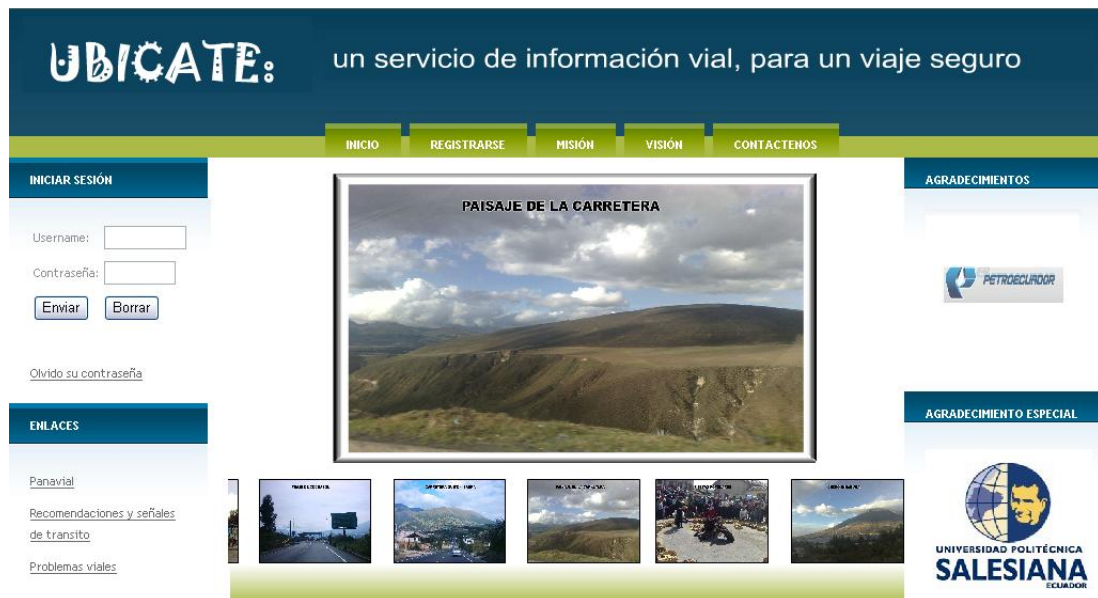 UBICATE:
un servicio de información vial, para un viaje seguro
INICIO
REGISTRARSE
MISIÓN
VISIÓN
CONTACTENOS
INICIAR SESIÓN
Username:
Contraseña:
Enviar
Borrar
Olvido su contraseña
ENLACES
Panavial
Recomendaciones y señales
de transito
Problemas viales
PAISAJE DE LA CARRETERA
AGRADECIMIENTOS
PETROECUADOR
AGRADECIMIENTO ESPECIAL
UNIVERSIDAD POLITÉCNICA
SALESIANA
ECUADOR